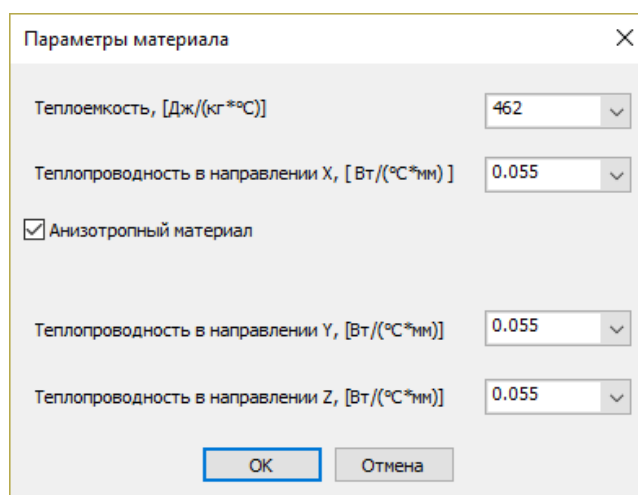 Параметры материала
Теплоемкость, [Дж/(кг*°C)]
462
Теплопроводность в направлении X, [ Вт/(°C*мм) ]
0.055
Анизотропный материал
Теплопроводность в направлении Y, [Вт/(°C*мм)]
0.055
Теплопроводность в направлении Z, [Вт/(°C*мм)]
0.055
OK
Отмена